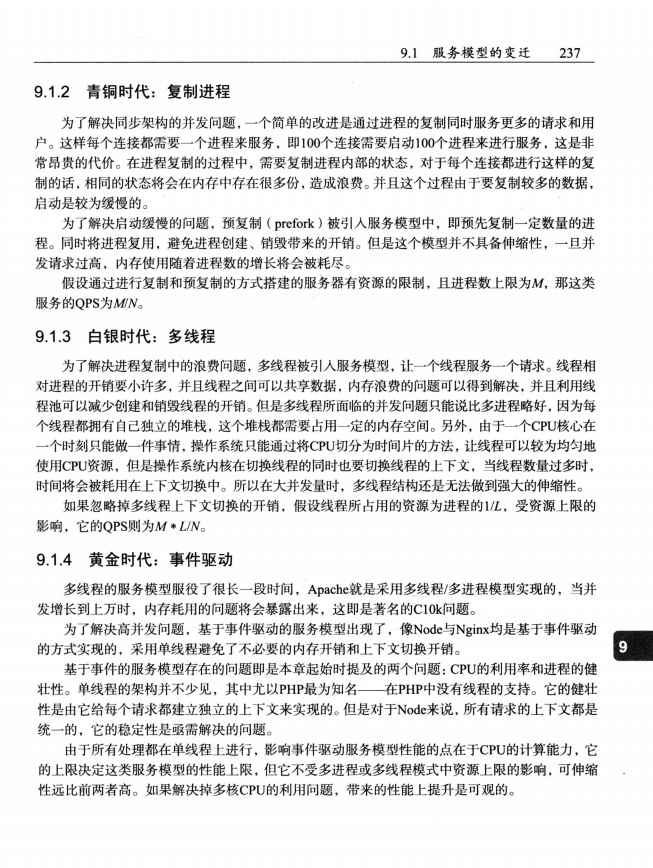 9.1 服务模型的变迁 237
9.1.2 青铜时代：复制进程
为了解决同步架构的并发问题，一个简单的改进是通过进程的复制同时服务更多的请求和用
户。这样每个连接都需要一个进程来服务，即100个连接需要启动100个进程来进行服务，这是非
常昂贵的代价。在进程复制的过程中，需要复制进程内部的状态，对于每个连接都进行这样的复
制的话，相同的状态将会在内存中存在很多份，造成浪费。并且这个过程由于要复制较多的数据，
启动是较为缓慢的。
为了解决启动缓慢的问题，预复制（prefork）被引入服务模型中，即预先复制一定数量的进
程。同时将进程复用，避免进程创建、销毁带来的开销。但是这个模型并不具备伸缩性，一旦并
发请求过高，内存使用随着进程数的增长将会被耗尽。
假设通过进行复制和预复制的方式搭建的服务器有资源的限制，且进程数上限为M，那这类
服务的QPS为M/N。
9.1.3 白银时代：多线程
为了解决进程复制中的浪费问题，多线程被引入服务模型，让一个线程服务一个请求。线程相
对进程的开销要小许多，并且线程之间可以共享数据，内存浪费的问题可以得到解决，并且利用线
程池可以减少创建和销毁线程的开销。但是多线程所面临的并发问题只能说比多进程略好，因为每
个线程都拥有自己独立的堆栈，这个堆栈都需要占用一定的内存空间。另外，由于一个CPU核心在
一个时刻只能做一件事情，操作系统只能通过将CPU切分为时间片的方法，让线程可以较为均匀地
使用CPU资源，但是操作系统内核在切换线程的同时也要切换线程的上下文，当线程数量过多时，
时间将会被耗用在上下文切换中。所以在大并发量时，多线程结构还是无法做到强大的伸缩性。
如果忽略掉多线程上下文切换的开销，假设线程所占用的资源为进程的1/L，受资源上限的
影响，它的QPS则为M * L/N。
9.1.4 黄金时代：事件驱动
多线程的服务模型服役了很长一段时间，Apache就是采用多线程/多进程模型实现的，当并
发增长到上万时，内存耗用的问题将会暴露出来，这即是著名的C10k问题。
为了解决高并发问题，基于事件驱动的服务模型出现了，像Node与Nginx均是基于事件驱动
的方式实现的，采用单线程避免了不必要的内存开销和上下文切换开销。
9
基于事件的服务模型存在的问题即是本章起始时提及的两个问题：CPU的利用率和进程的健
壮性。单线程的架构并不少见，其中尤以PHP最为知名——在PHP中没有线程的支持。它的健壮
性是由它给每个请求都建立独立的上下文来实现的。但是对于Node来说，所有请求的上下文都是
统一的，它的稳定性是亟需解决的问题。
由于所有处理都在单线程上进行，影响事件驱动服务模型性能的点在于CPU的计算能力，它
的上限决定这类服务模型的性能上限，但它不受多进程或多线程模式中资源上限的影响，可伸缩
性远比前两者高。如果解决掉多核CPU的利用问题，带来的性能上提升是可观的。